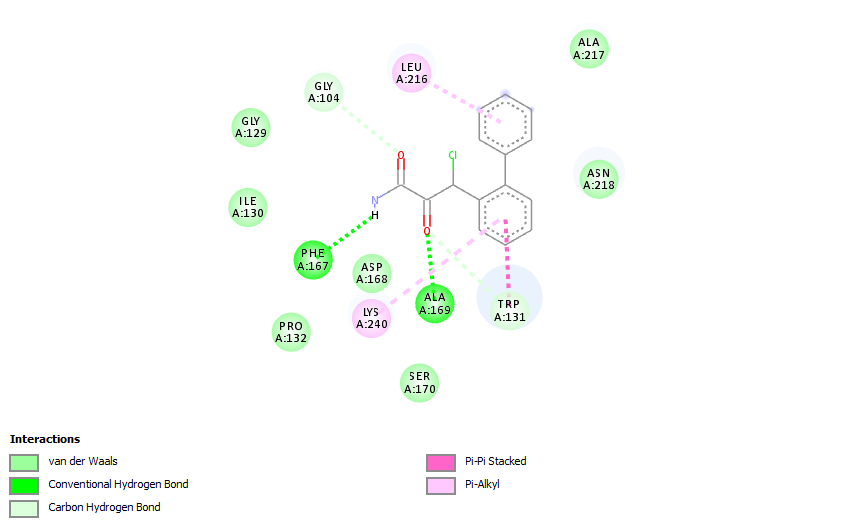 ALA
A:217
LEU
A:216
GLY
A:104
GLY
A:129
O
Cl
ASN
A:218
ILE
A:130
N
H
O
PHE
A:167
ASP
A:168
ALA
A:169
TRP
A:131
LYS
A:240
PRO
A:132
SER
A:170
Interactions
van der Waals
Conventional Hydrogen Bond
Carbon Hydrogen Bond
Pi-Pi Stacked
Pi-Alkyl